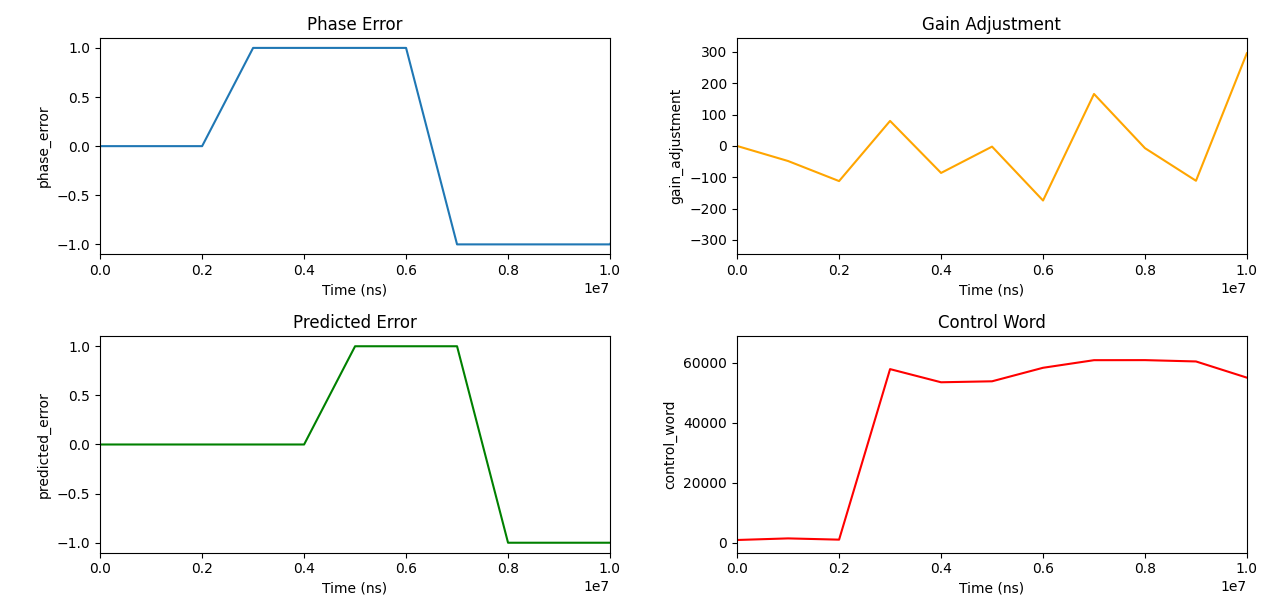 Phase Error
phase_error
1.0
0.5
0.0
−0.5
−1.0
0.0 0.2 0.4 0.6 0.8 1.0
1e7
Time (ns)
Gain Adjustment
gain_adjustment
300
200
100
0
−100
−200
−300
0.0 0.2 0.4 0.6 0.8 1.0
1e7
Time (ns)
Predicted Error
predicted_error
1.0
0.5
0.0
−0.5
−1.0
0.0 0.2 0.4 0.6 0.8 1.0
1e7
Time (ns)
Control Word
control_word
60000
40000
20000
0
0.0 0.2 0.4 0.6 0.8 1.0
1e7
Time (ns)